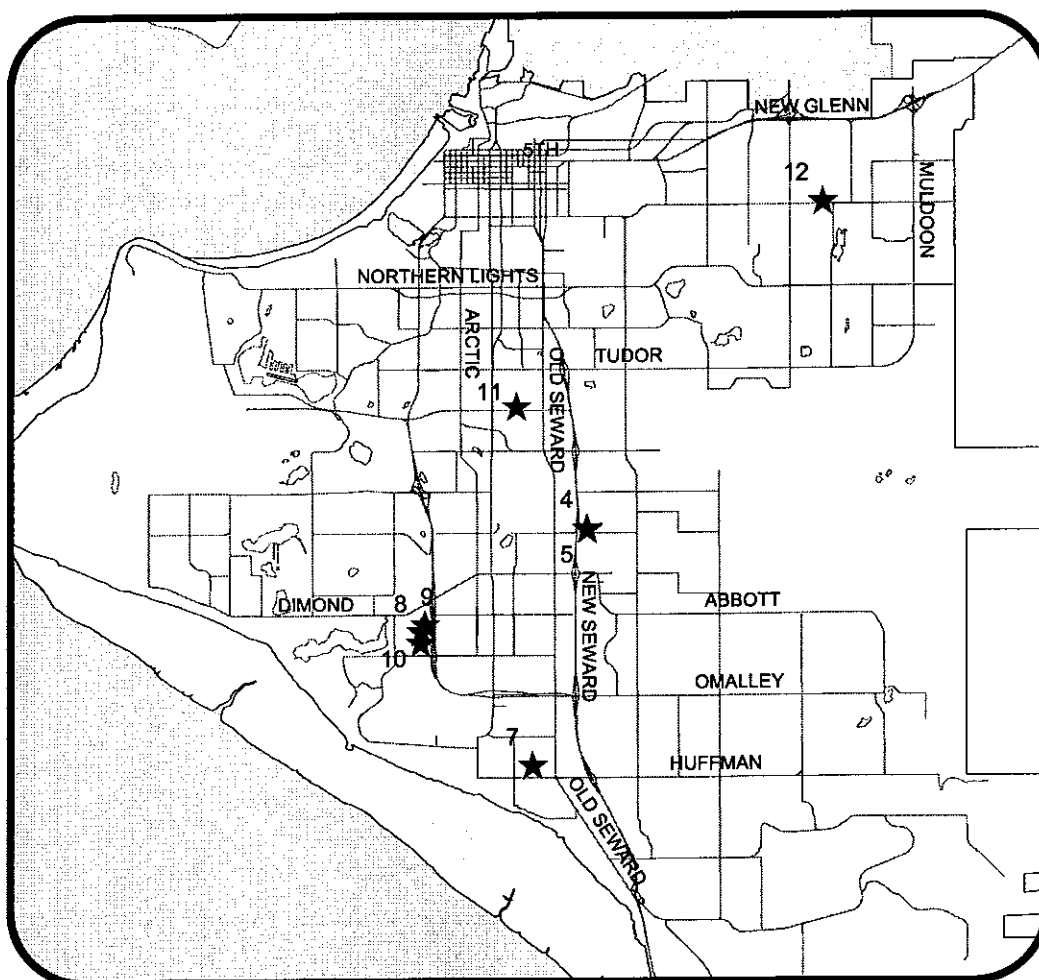 NEW GLENN
5TH
12
MULDOON
NORTHERN LIGHTS
ARCTIC
OLD SEWARD
TUDOR
11
4
5
NEW SEWARD
DIMOND
8
9
ABBOTT
10
OMALLEY
7
HUFFMAN
OLD SEWARD